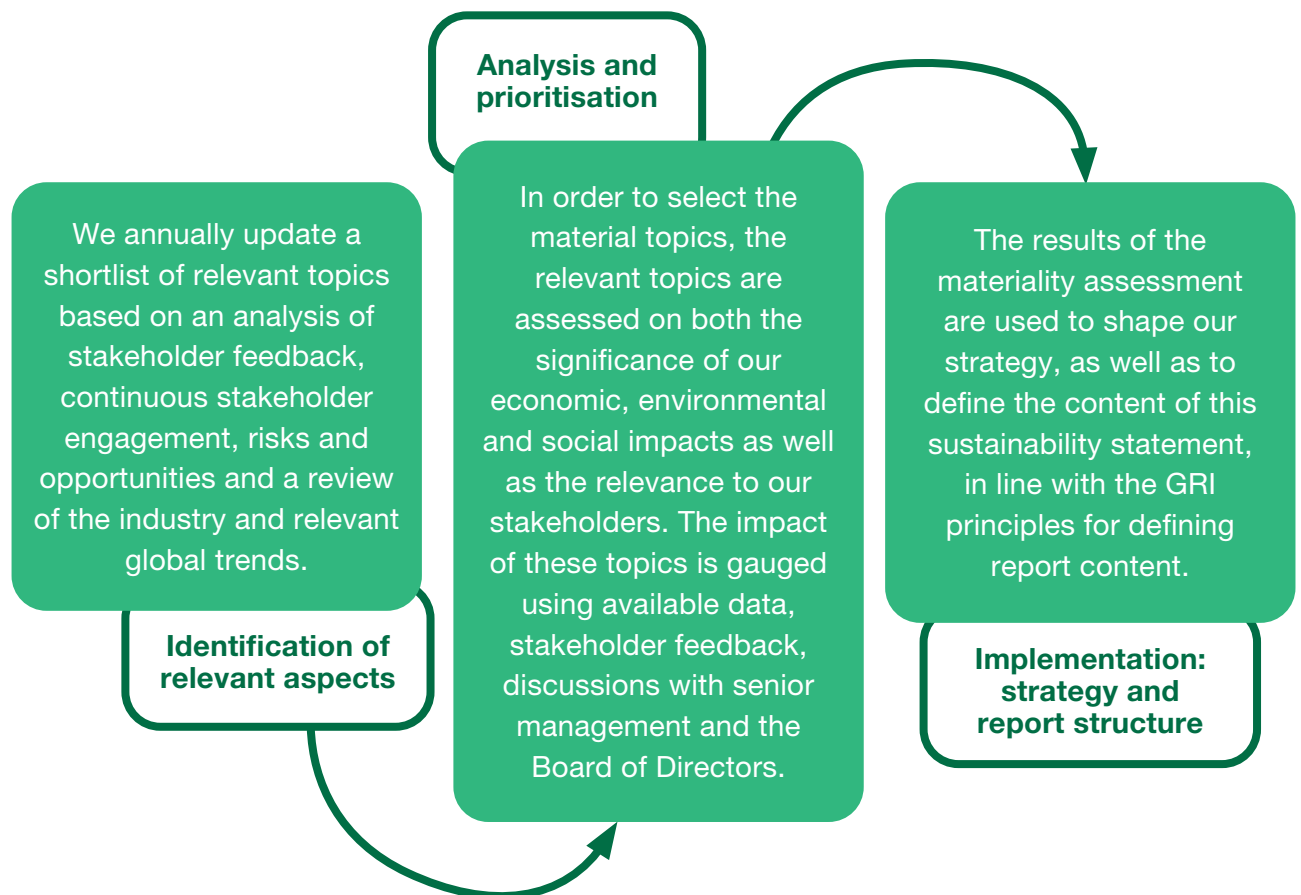 We annually update a
shortlist of relevant topics
based on an analysis of
stakeholder feedback,
continuous stakeholder
engagement, risks and
opportunities and a review
of the industry and relevant
global trends.
Identification of
relevant aspects
Analysis and
prioritisation
In order to select the
material topics, the
relevant topics are
assessed on both the
significance of our
economic, environmental
and social impacts as well
as the relevance to our
stakeholders. The impact
of these topics is gauged
using available data,
stakeholder feedback,
discussions with senior
management and the
Board of Directors.
The results of the
materiality assessment
are used to shape our
strategy, as well as to
define the content of this
sustainability statement,
in line with the GRI
principles for defining
report content.
Implementation:
strategy and
report structure